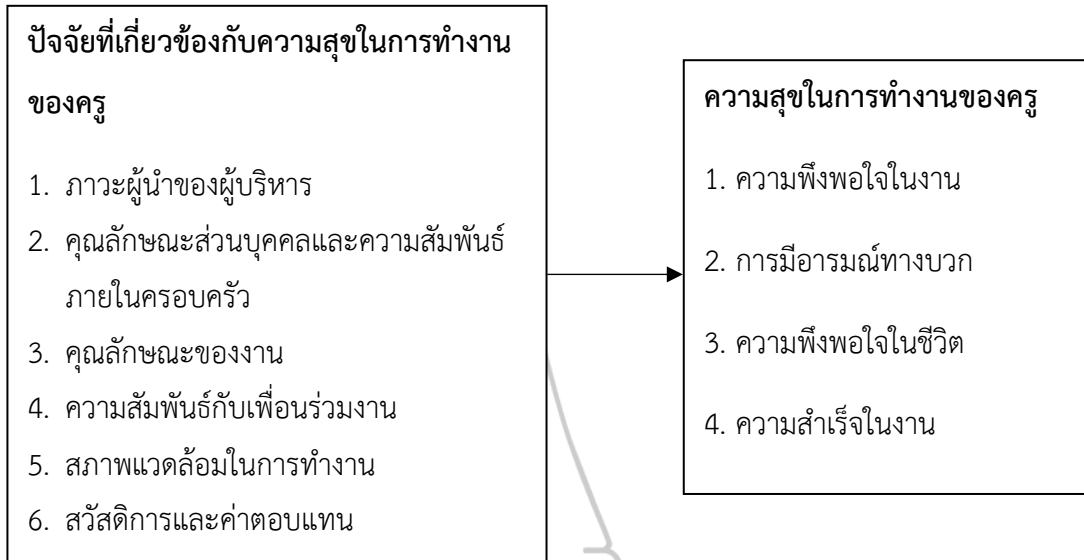 ปัจจัยที่เกี่ยวข้องกับความสุขในการทำงาน
ของครู
1. ภาวะผู้นำของผู้บริหาร
2. คุณลักษณะส่วนบุคคลและความสัมพันธ์
ภายในครอบครัว
3. คุณลักษณะของงาน
4. ความสัมพันธ์กับเพื่อนร่วมงาน
5. สภาพแวดล้อมในการทำงาน
6. สวัสดิการและค่าตอบแทน
ความสุขในการทำงานของครู
1. ความพึงพอใจในงาน
2. การมีอารมณ์ทางบวก
3. ความพึงพอใจในชีวิต
4. ความสำเร็จในงาน